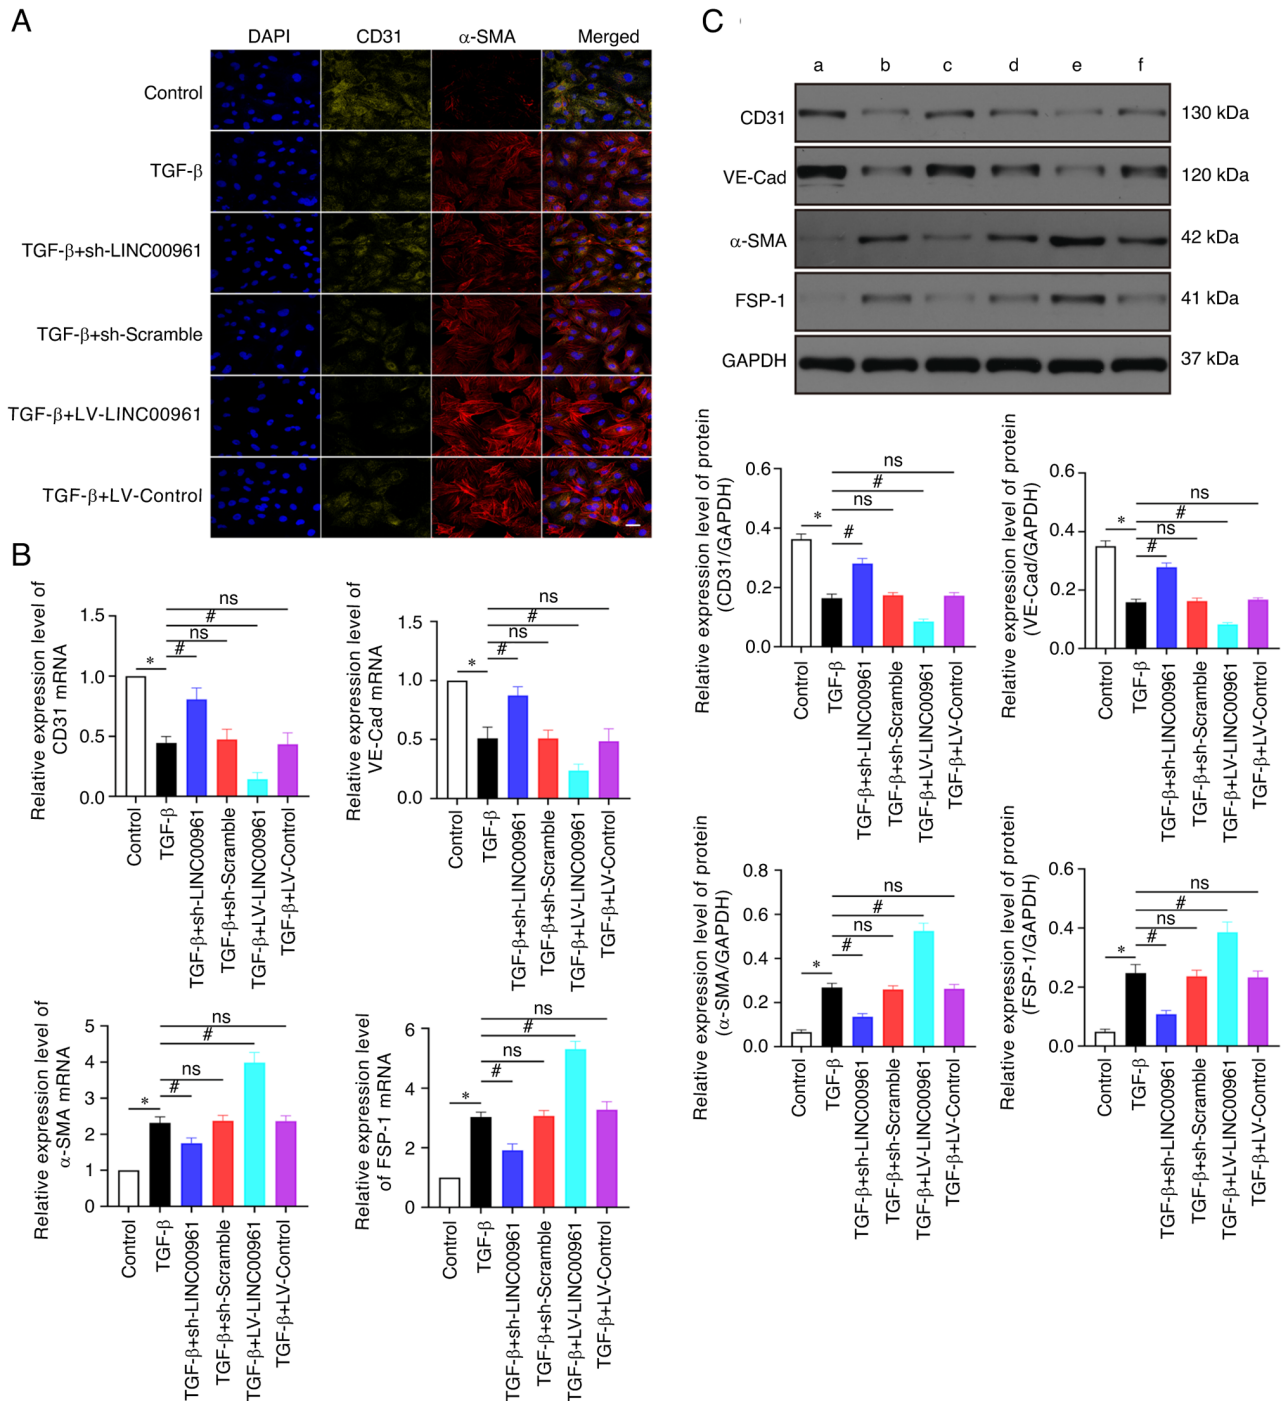 A
DAPI CD31 α-SMA Merged
Control
TGF-β
TGF-β+sh-LINC00961
TGF-β+sh-Scramble
TGF-β+LV-LINC00961
TGF-β+LV-Control
B
Relative expression level of
CD31 mRNA
1.5
1.0
0.5
0.0
ns
#
ns
#
*
Control
TGF-β
TGF-β+sh-LINC00961
TGF-β+sh-Scramble
TGF-β+LV-LINC00961
TGF-β+LV-Control
Relative expression level of
VE-Cad mRNA
1.5
1.0
0.5
0.0
ns
#
ns
#
*
Control
TGF-β
TGF-β+sh-LINC00961
TGF-β+sh-Scramble
TGF-β+LV-LINC00961
TGF-β+LV-Control
Relative expression level of
α-SMA mRNA
5
4
3
2
1
0
ns
#
ns
#
*
Control
TGF-β
TGF-β+sh-LINC00961
TGF-β+sh-Scramble
TGF-β+LV-LINC00961
TGF-β+LV-Control
Relative expression level
of FSP-1 mRNA
6
4
2
0
ns
#
ns
#
*
Control
TGF-β
TGF-β+sh-LINC00961
TGF-β+sh-Scramble
TGF-β+LV-LINC00961
TGF-β+LV-Control
C
a b c d e f
CD31 130 kDa
VE-Cad 120 kDa
α-SMA 42 kDa
FSP-1 41 kDa
GAPDH 37 kDa
Relative expression level of protein
(CD31/GAPDH)
0.6
0.4
0.2
0.0
ns
#
ns
#
*
Control
TGF-β
TGF-β+sh-LINC00961
TGF-β+sh-Scramble
TGF-β+LV-LINC00961
TGF-β+LV-Control
Relative expression level of protein
(VE-Cad/GAPDH)
0.6
0.4
0.2
0.0
ns
#
ns
#
*
Control
TGF-β
TGF-β+sh-LINC00961
TGF-β+sh-Scramble
TGF-β+LV-LINC00961
TGF-β+LV-Control
Relative expression level of protein
(α-SMA/GAPDH)
0.8
0.6
0.4
0.2
0.0
ns
#
ns
#
*
Control
TGF-β
TGF-β+sh-LINC00961
TGF-β+sh-Scramble
TGF-β+LV-LINC00961
TGF-β+LV-Control
Relative expression level of protein
(FSP-1/GAPDH)
0.6
0.4
0.2
0.0
ns
#
ns
#
*
Control
TGF-β
TGF-β+sh-LINC00961
TGF-β+sh-Scramble
TGF-β+LV-LINC00961
TGF-β+LV-Control